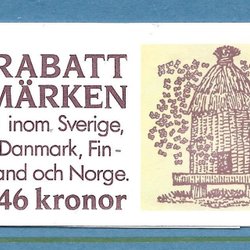 RABATT
MÄRKEN
inom Sverige,
Danmark, Fin-
land och Norge.
46 kronor